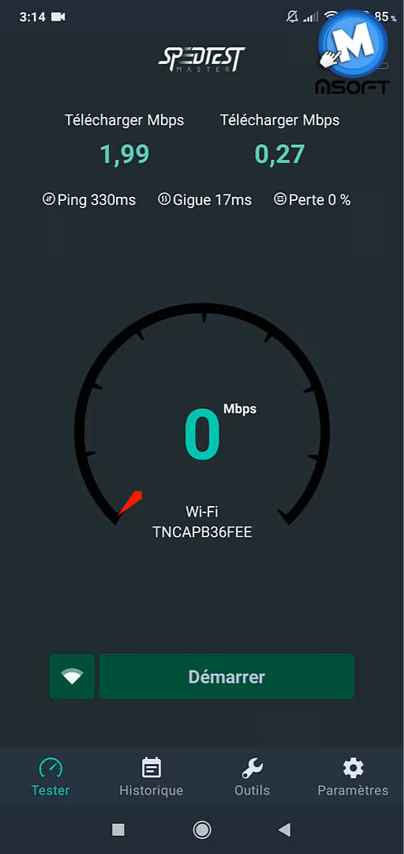 3:14
85%
SPEDTEST
MASTER
M
MSOFT
Télécharger Mbps Télécharger Mbps
1,99 0,27
Ping 330ms Gigue 17ms Perte 0 %
Mbps
0
Wi-Fi
TNCAPB36FEE
Démarrer
Tester Historique Outils Paramètres